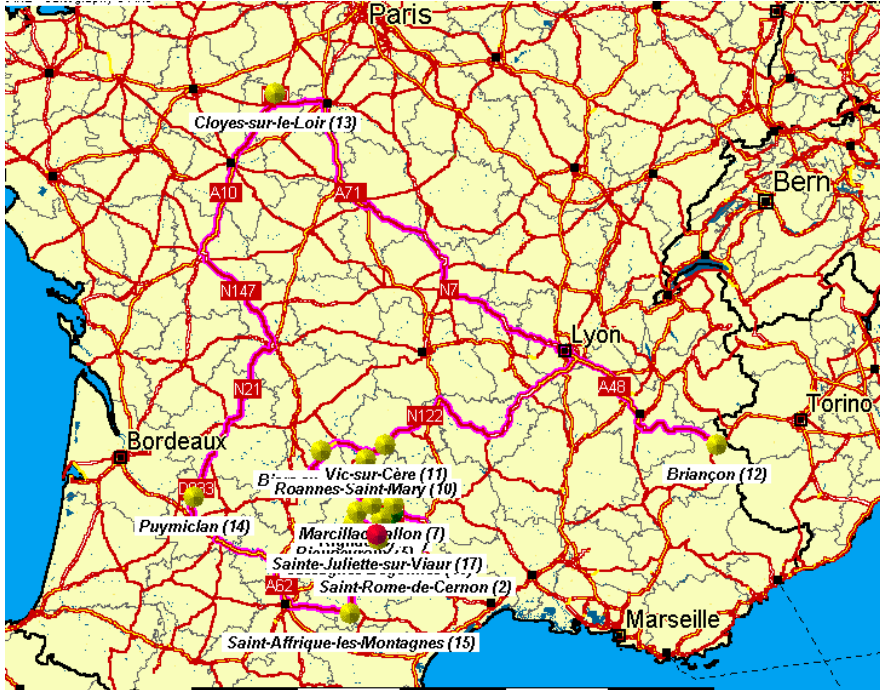 Paris
Cloyes-sur-le-Loir (13)
A10
A71
Bern
N147
N7
Lyon
N21
A48
N122
Torino
Bordeaux
Vic-sur-Cère (11)
Briançon (12)
Roannes-Saint-Mary (10)
Puymiclan (14)
(7)
Sainte-Juliette-sur-Viaur (17)
A62
Saint-Rome-de-Cernon (2)
Marseille
Saint-Affrique-les-Montagnes (15)